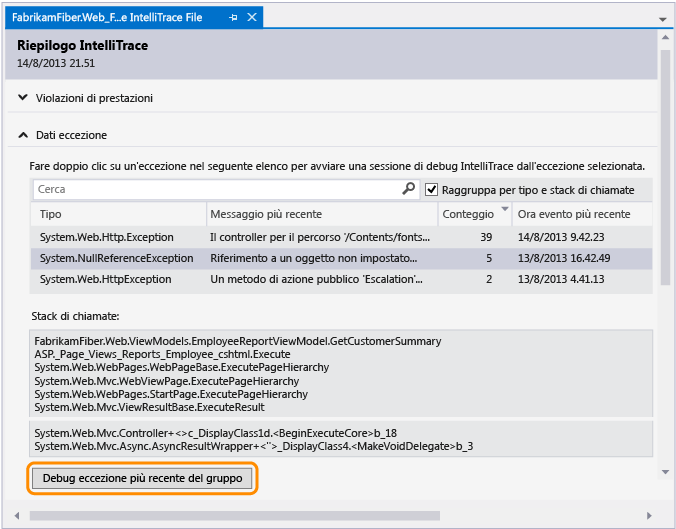 FabrikamFiber.Web_F...e IntelliTrace File
Riepilogo IntelliTrace
14/8/2013 21.51
Violazioni di prestazioni
Dati eccezione
Fare doppio clic su un'eccezione nel seguente elenco per avviare una sessione di debug IntelliTrace dall'eccezione selezionata.
Cerca Raggruppa per tipo e stack di chiamate
Tipo Messaggio più recente Conteggio Ora evento più recente
System.Web.Http.Exception Il controller per il percorso '/Contents/fonts... 39 14/8/2013 9.42.23
System.NullReferenceException Riferimento a un oggetto non impostato... 5 13/8/2013 16.42.49
System.Web.HttpException Un metodo di azione pubblico 'Escalation'... 2 13/8/2013 4.41.13
Stack di chiamate:
FabrikamFiber.Web.ViewModels.EmployeeReportViewModel.GetCustomerSummary
ASP._Page_Views_Reports_Employee_cshtml.Execute
System.Web.WebPages.WebPageBase.ExecutePageHierarchy
System.Web.Mvc.WebViewPage.ExecutePageHierarchy
System.Web.WebPages.StartPage.ExecutePageHierarchy
System.Web.Mvc.ViewResultBase.ExecuteResult
System.Web.Mvc.Controller+<>c_DisplayClass1d.<BeginExecuteCore>b_18
System.Web.Mvc.Async.AsyncResultWrapper+<''>_DisplayClass4.<MakeVoidDelegate>b_3
Debug eccezione più recente del gruppo